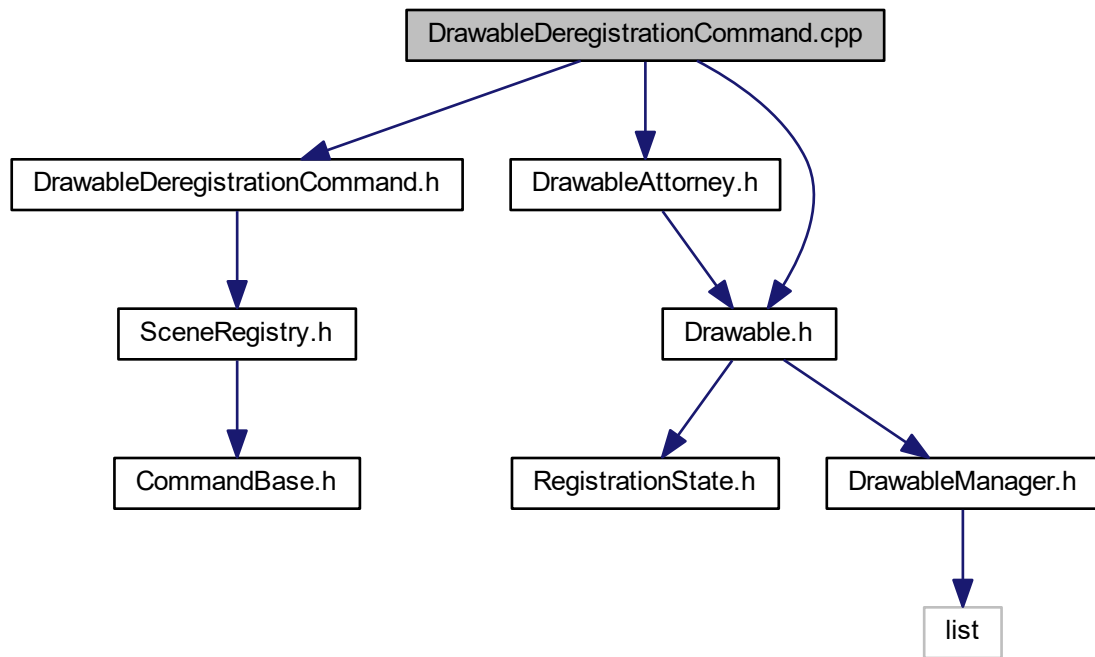 DrawableDeregistrationCommand.cpp
DrawableDeregistrationCommand.h
DrawableAttorney.h
SceneRegistry.h
Drawable.h
CommandBase.h
RegistrationState.h
DrawableManager.h
list